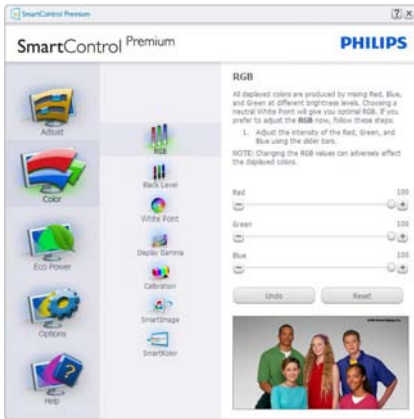 SmartControl Premium
SmartControl Premium
PHILIPS
Adjust
Color
Eco Power
Options
Help
RGB
Black Level
White Point
Display Gamma
Calibration
SmartImage
SmartKolor
RGB
All displayed colors are produced by mixing Red, Blue,
and Green at different brightness levels. Choosing a
neutral White Point will give you optimal RGB. If you
prefer to adjust the RGB now, follow these steps:
1. Adjust the intensity of the Red, Green, and
Blue using the slider bars.
NOTE: Changing the RGB values can adversely effect
the displayed colors.
Red 100
Green 100
Blue 100
Undo Reset